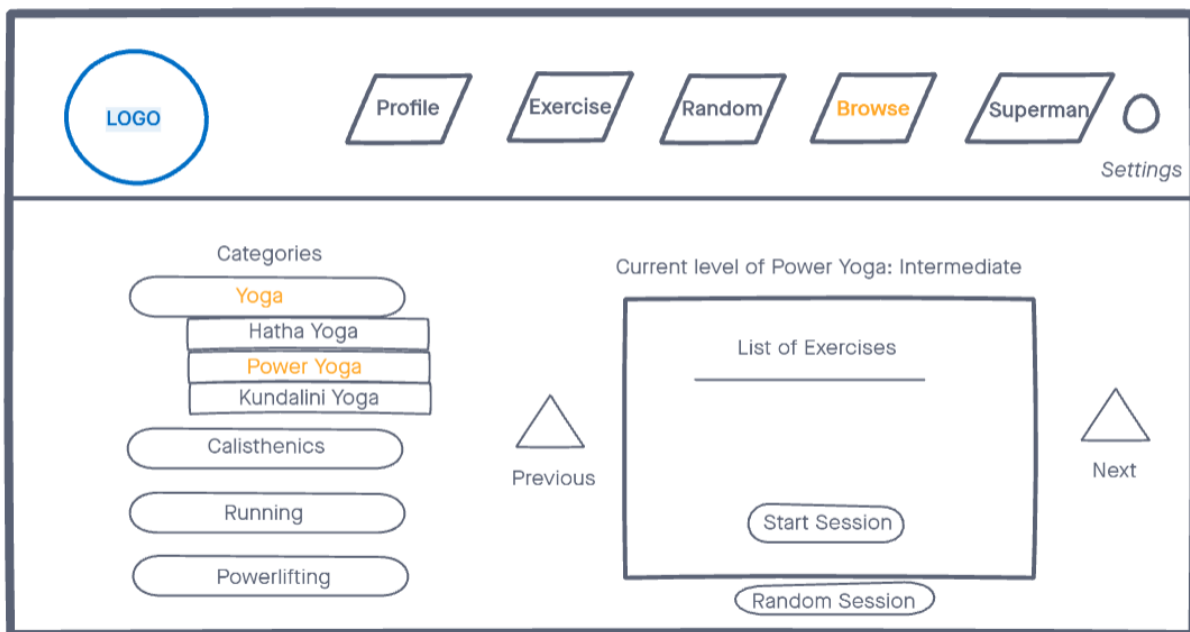 LOGO
Profile
Exercise
Random
Browse
Superman
Settings
Categories
Yoga
Hatha Yoga
Power Yoga
Kundalini Yoga
Calisthenics
Running
Powerlifting
Current level of Power Yoga: Intermediate
List of Exercises
Previous
Next
Start Session
Random Session